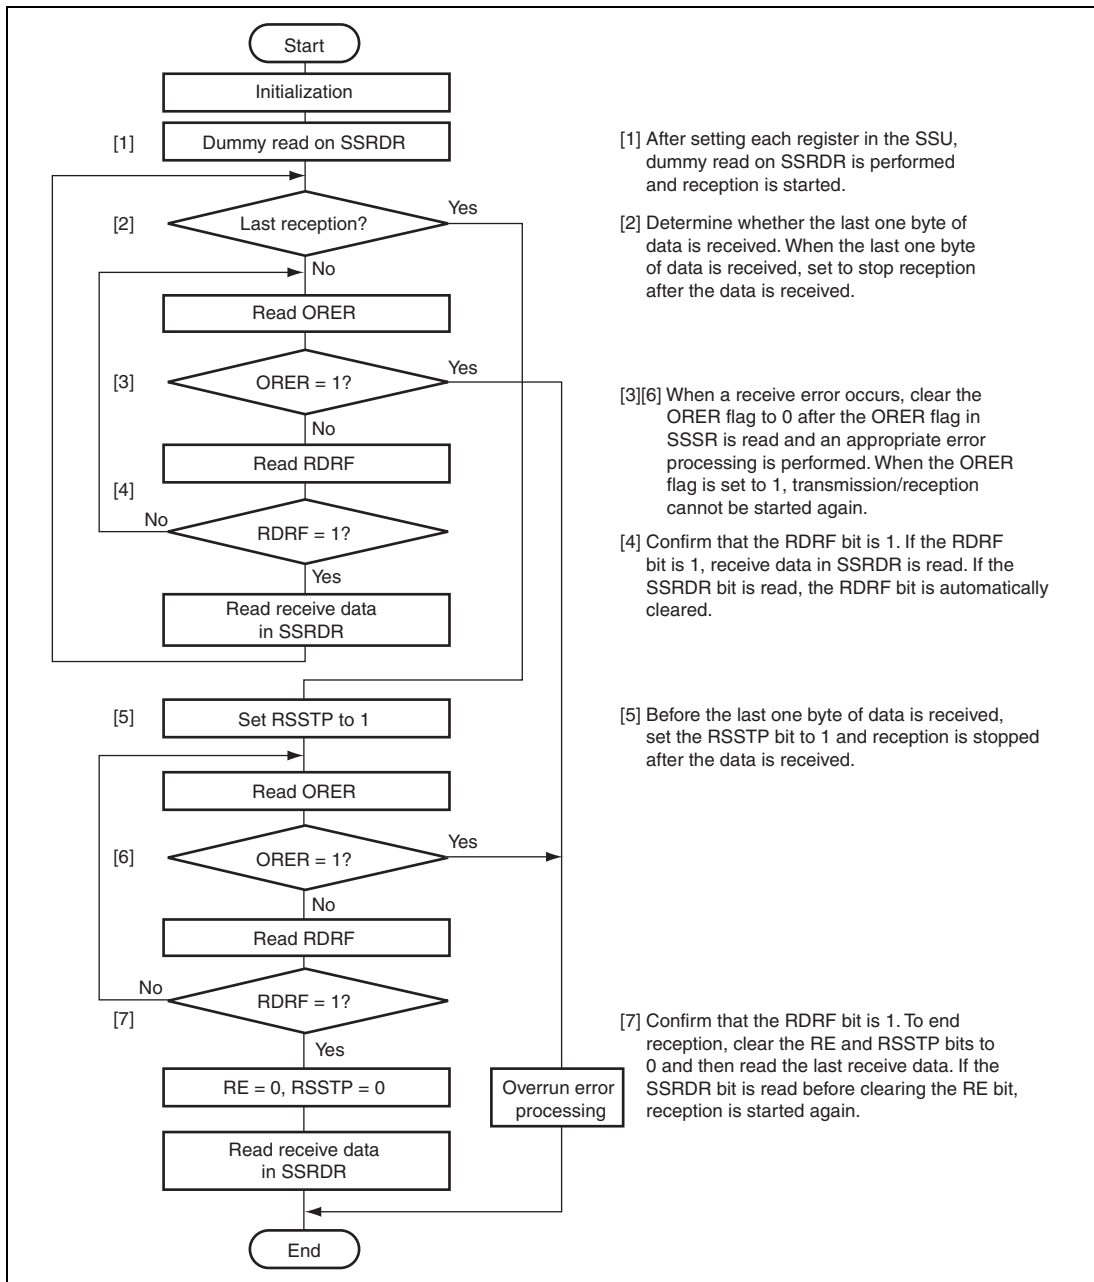 Start
Initialization
[1]
Dummy read on SSRDR
[1] After setting each register in the SSU,
dummy read on SSRDR is performed
and reception is started.
[2]
Last reception?
Yes
No
[2] Determine whether the last one byte of
data is received. When the last one byte
of data is received, set to stop reception
after the data is received.
Read ORER
[3]
ORER = 1?
Yes
No
[3][6] When a receive error occurs, clear the
ORER flag to 0 after the ORER flag in
SSSR is read and an appropriate error
processing is performed. When the ORER
flag is set to 1, transmission/reception
cannot be started again.
Read RDRF
[4]
No
RDRF = 1?
Yes
[4] Confirm that the RDRF bit is 1. If the RDRF
bit is 1, receive data in SSRDR is read. If the
SSRDR bit is read, the RDRF bit is automatically
cleared.
Read receive data
in SSRDR
[5]
Set RSSTP to 1
[5] Before the last one byte of data is received,
set the RSSTP bit to 1 and reception is stopped
after the data is received.
Read ORER
[6]
ORER = 1?
Yes
No
Read RDRF
No
RDRF = 1?
[7]
Yes
[7] Confirm that the RDRF bit is 1. To end
reception, clear the RE and RSSTP bits to
0 and then read the last receive data. If the
SSRDR bit is read before clearing the RE bit,
reception is started again.
RE = 0, RSSTP = 0
Overrun error
processing
Read receive data
in SSRDR
End